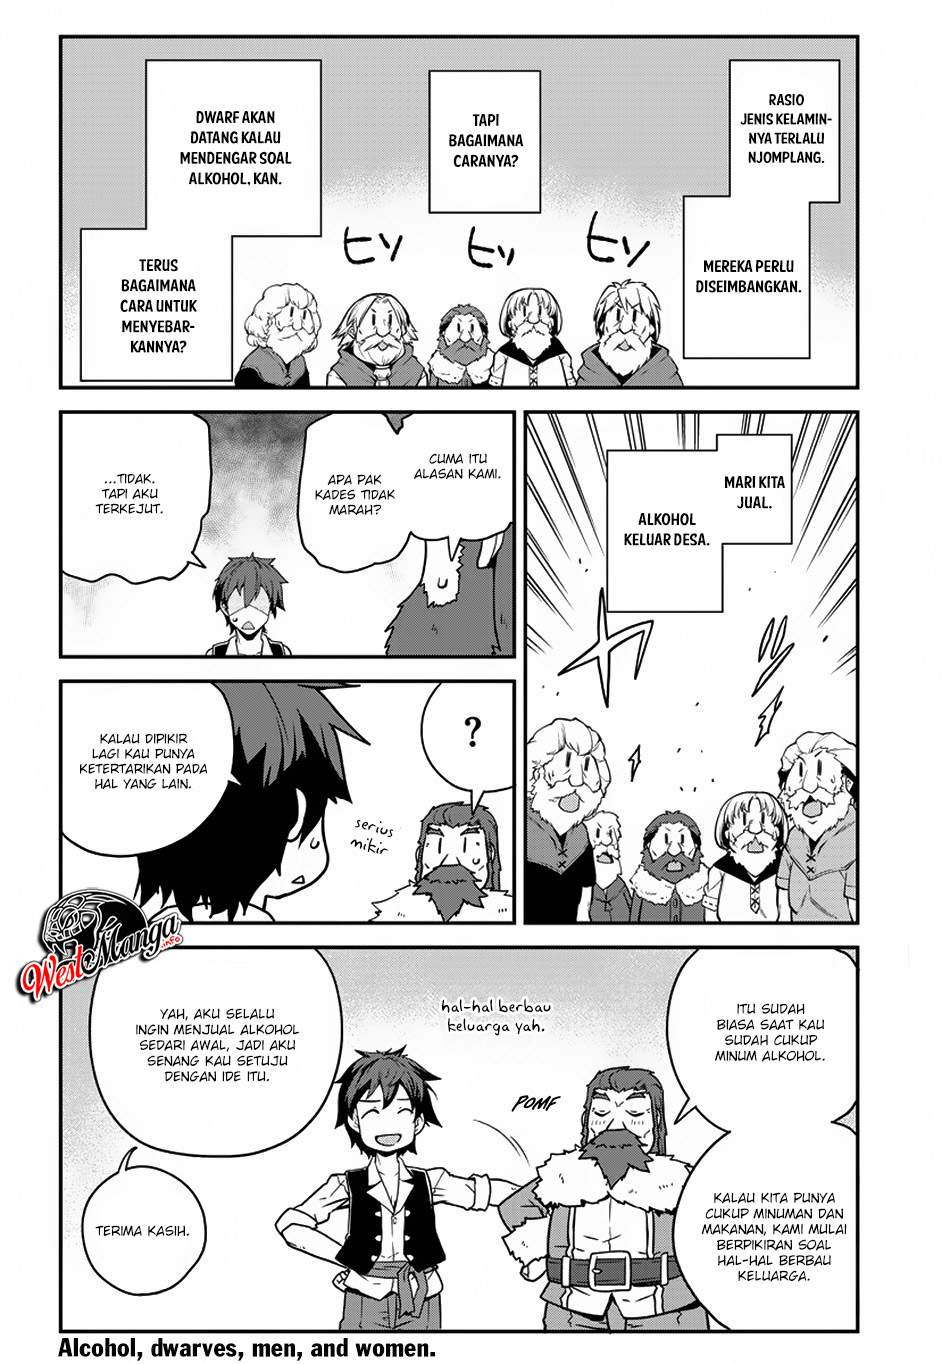 RASIO
JENIS KELAMIN-
NYA TERLALU
NJOMPLANG.
MEREKA PERLU
DISEIMBANGKAN.
TAPI
BAGAIMANA
CARANYA?
DWARF AKAN
DATANG KALAU
MENDENGAR SOAL
ALKOHOL, KAN.
TERUS
BAGAIMANA
CARA UNTUK
MENYEBAR-
KANNYA?
ヒソ
ヒソ
ヒソ
MARI KITA
JUAL.
ALKOHOL
KELUAR DESA.
CUMA ITU
ALASAN KAMI.
APA PAK
KADES TIDAK
MARAH?
...TIDAK.
TAPI AKU
TERKEJUT.
?
serius
mikir
KALAU DIPIKIR
LAGI KAU PUNYA
KETERTARIKAN PADA
HAL YANG LAIN.
WestManga
.info
ITU SUDAH
BIASA SAAT KAU
SUDAH CUKUP
MINUM ALKOHOL.
KALAU KITA PUNYA
CUKUP MINUMAN DAN
MAKANAN, KAMI MULAI
BERPIKIRAN SOAL
HAL-HAL BERBAU
KELUARGA.
hal-hal berbau
keluarga yah.
POMF
YAH, AKU SELALU
INGIN MENJUAL ALKOHOL
SEDARI AWAL, JADI AKU
SENANG KAU SETUJU
DENGAN IDE ITU.
TERIMA KASIH.
Alcohol, dwarves, men, and women.